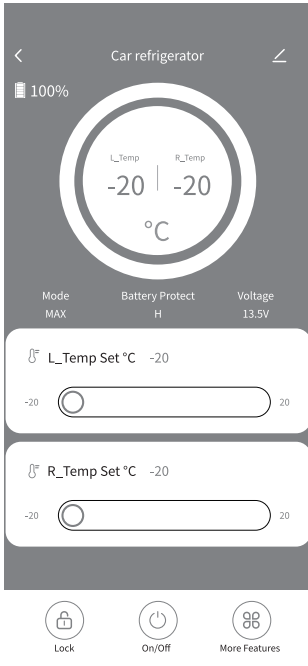 Car refrigerator
100%
L_Temp R_Temp
-20 -20
°C
Mode Battery Protect Voltage
MAX H 13.5V
L_Temp Set °C -20
-20 20
R_Temp Set °C -20
-20 20
Lock On/Off More Features